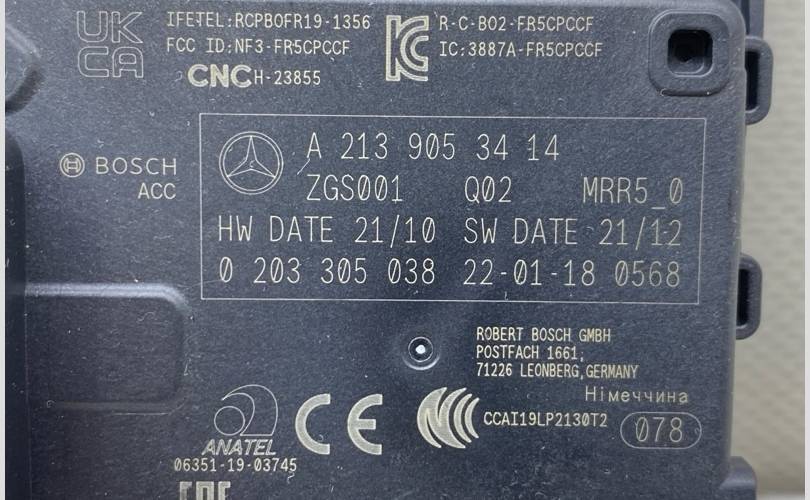 UK
CA
IFETEL:RCPBOFR19-1356
FCC ID:NF3-FR5CPCCF
CNCH-23855
R-C-BO2-FR5CPCCF
IC:3887A-FR5CPCCF
BOSCH
ACC
A 213 905 34 14
ZGS001 Q02 MRR5_0
HW DATE 21/10 SW DATE 21/12
0 203 305 038 22-01-18 0568
ROBERT BOSCH GMBH
POSTFACH 1661,
71226 LEONBERG,GERMANY
Німеччина
ANATEL
06351-19-03745
CE
CCC
CCAI19LP2130T2
078